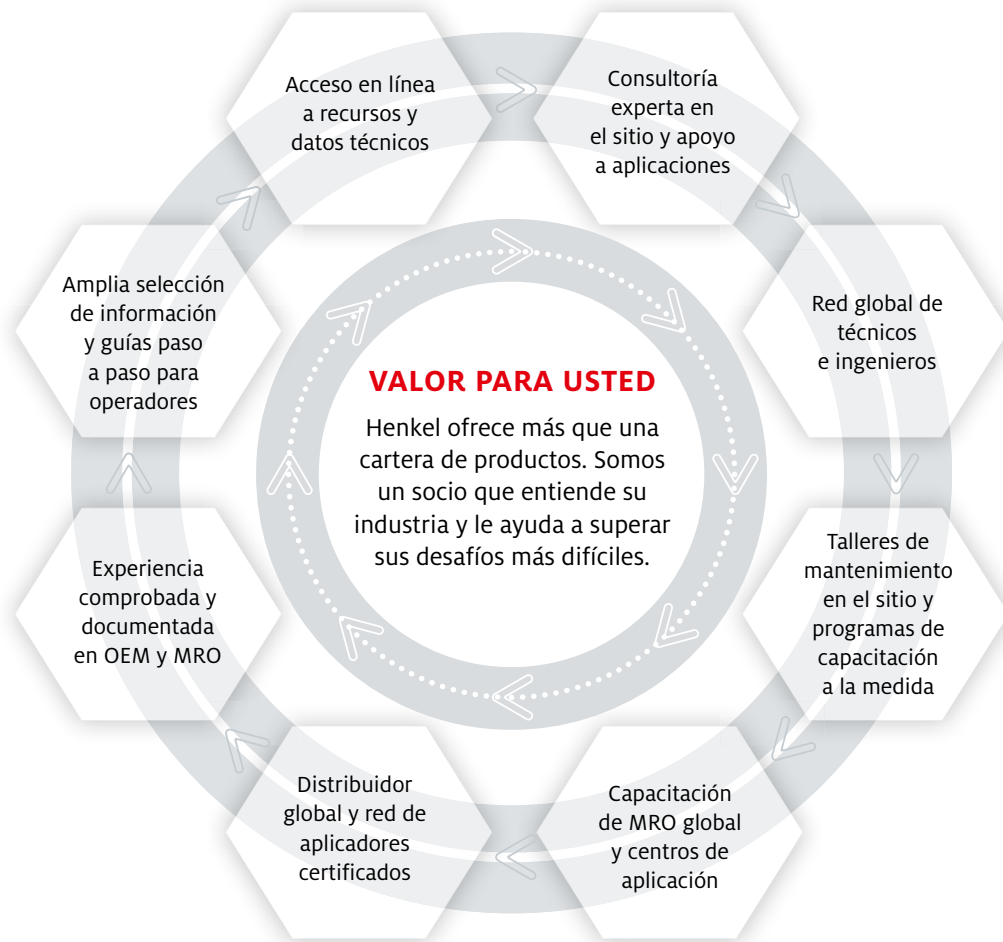 Acceso en línea
a recursos y
datos técnicos
Consultoría
experta en
el sitio y apoyo
a aplicaciones
Red global de
técnicos
e ingenieros
Talleres de
mantenimiento
en el sitio y
programas de
capacitación
a la medida
Capacitación
de MRO global
y centros de
aplicación
Distribuidor
global y red de
aplicadores
certificados
Experiencia
comprobada y
documentada
en OEM y MRO
Amplia selección
de información
y guías paso
a paso para
operadores
VALOR PARA USTED
Henkel ofrece más que una
cartera de productos. Somos
un socio que entiende su
industria y le ayuda a superar
sus desafíos más difíciles.